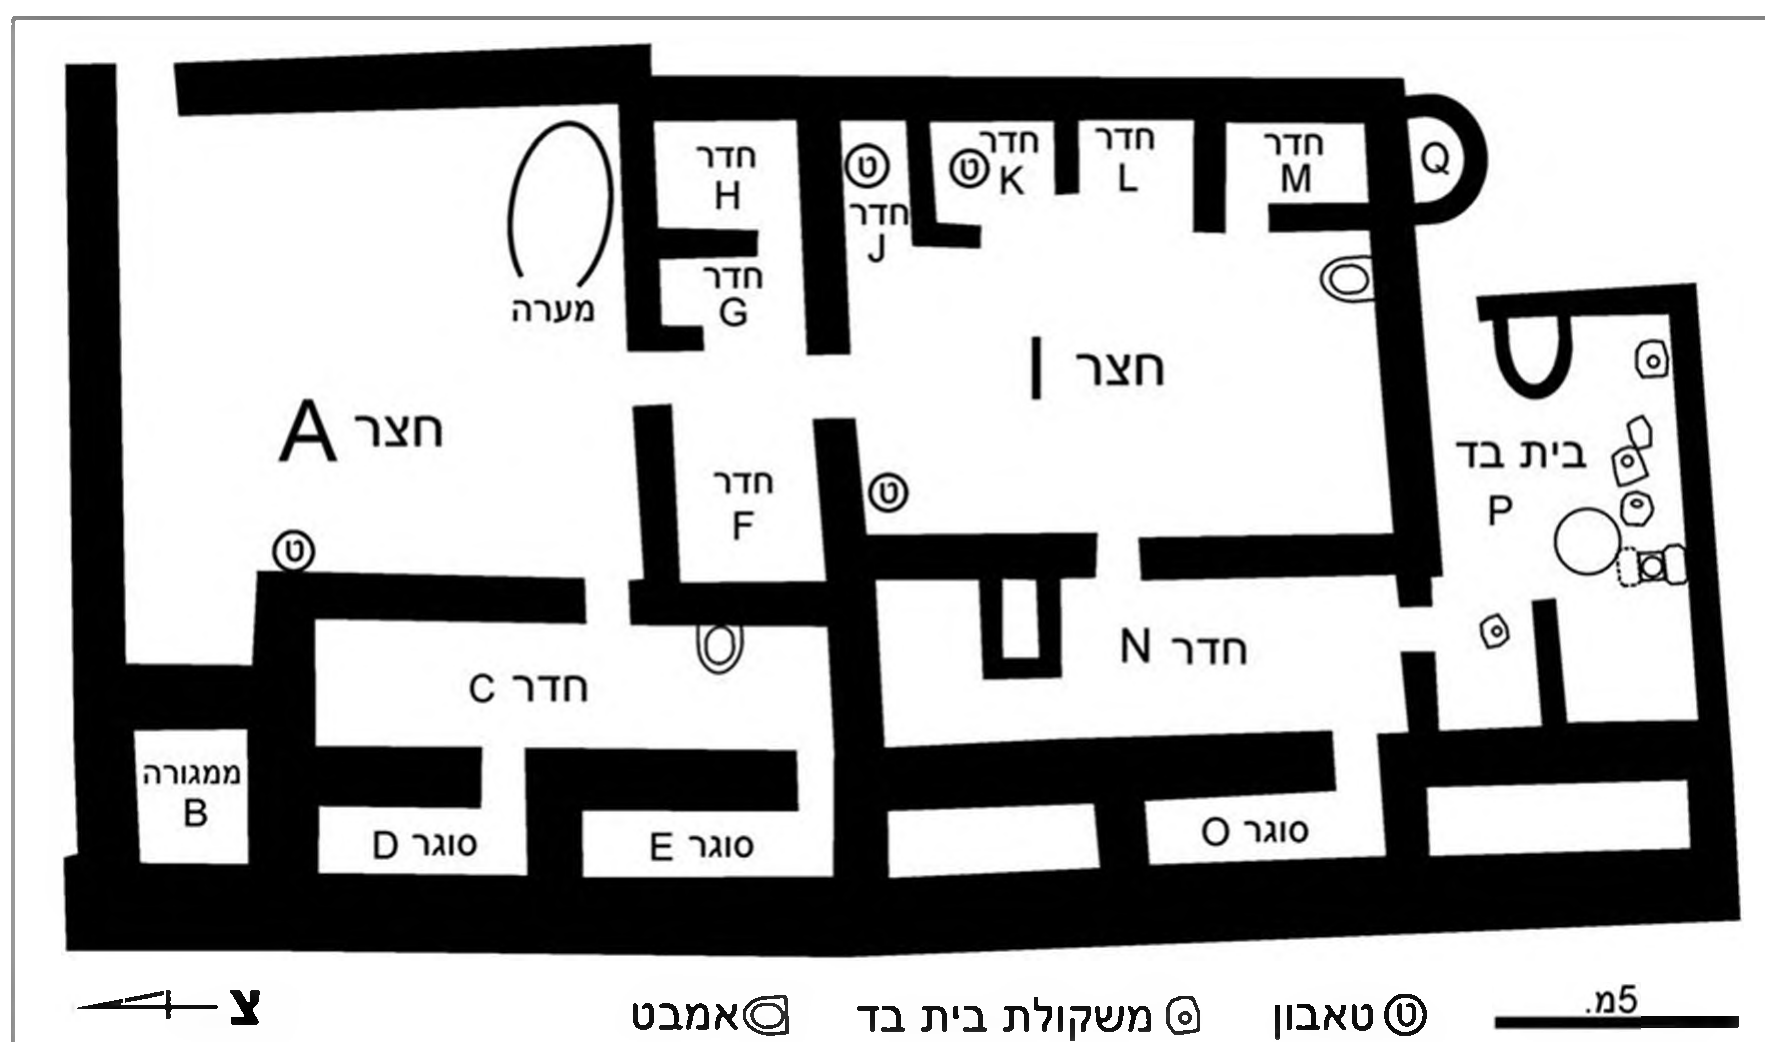 חדר
H
חדר
G
מערה
ט
חדר
J
ט
חדר
K
חדר
L
חדר
M
Q
חצר A
חצר I
ט
חדר
F
ט
בית בד
P
חדר C
חדר N
ממגורה
B
סוגר D
סוגר E
סוגר O
צ
אמבט
משקולת בית בד
ט טאבון
5מ.